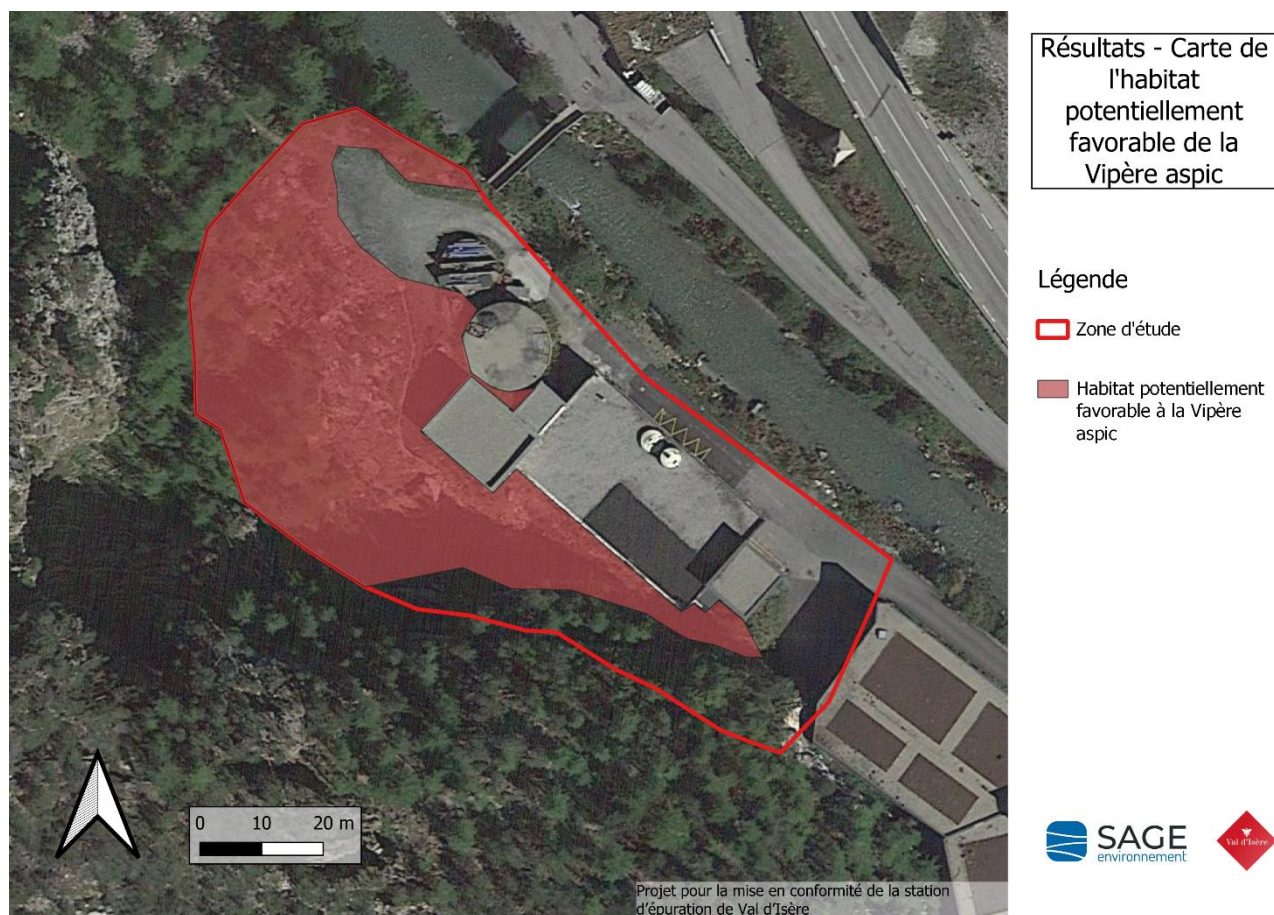 Résultats - Carte de
l'habitat
potentiellement
favorable de la
Vipère aspic
Légende
Zone d'étude
Habitat potentiellement
favorable à la Vipère
aspic
0 10 20 m
SAGE
environnement
Val d'Isère
Projet pour la mise en conformité de la station
d'épuration de Val d'Isère